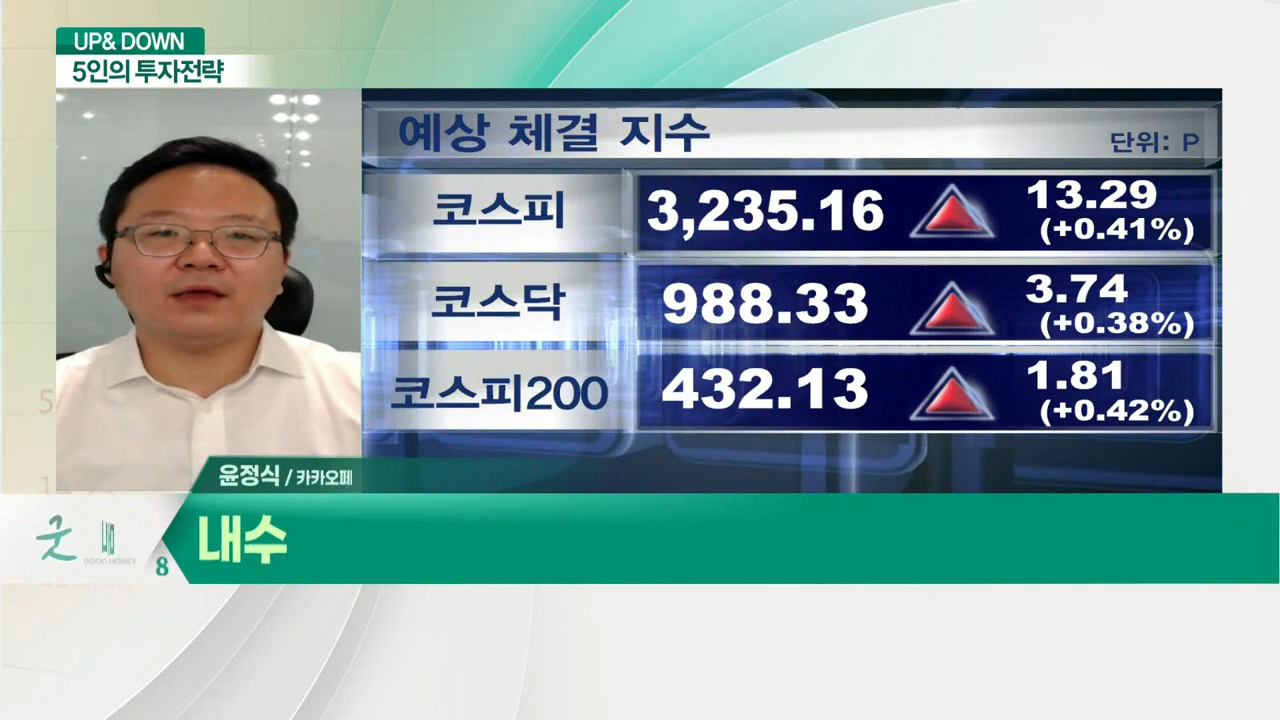 UP& DOWN
5인의 투자전략
예상 체결 지수
단위: P
코스피 3,235.16 13.29 (+0.41%)
코스닥 988.33 3.74 (+0.38%)
코스피200 432.13 1.81 (+0.42%)
윤정식 / 카카오페
내수
굿
GOOD MONEY
8